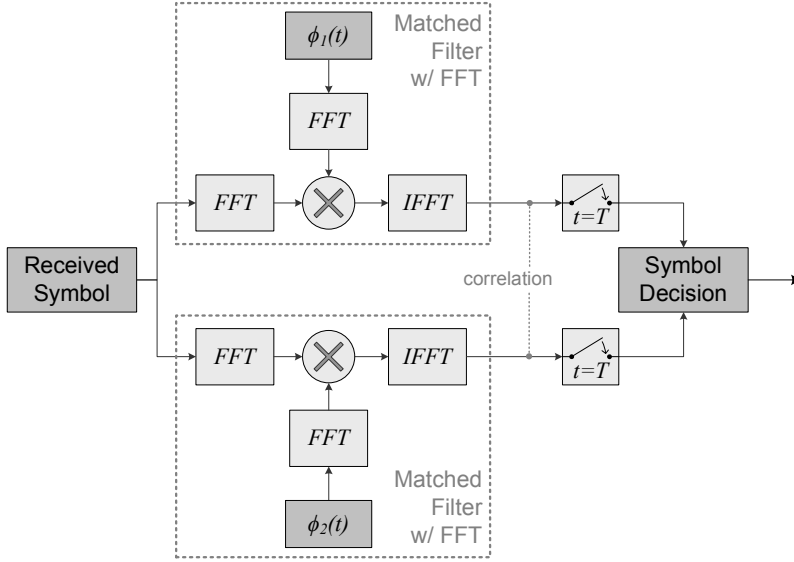 ϕ₁(t)
Matched
Filter
w/ FFT
FFT
FFT
IFFT
t=T
Received
Symbol
correlation
Symbol
Decision
FFT
IFFT
t=T
FFT
Matched
Filter
w/ FFT
ϕ₂(t)